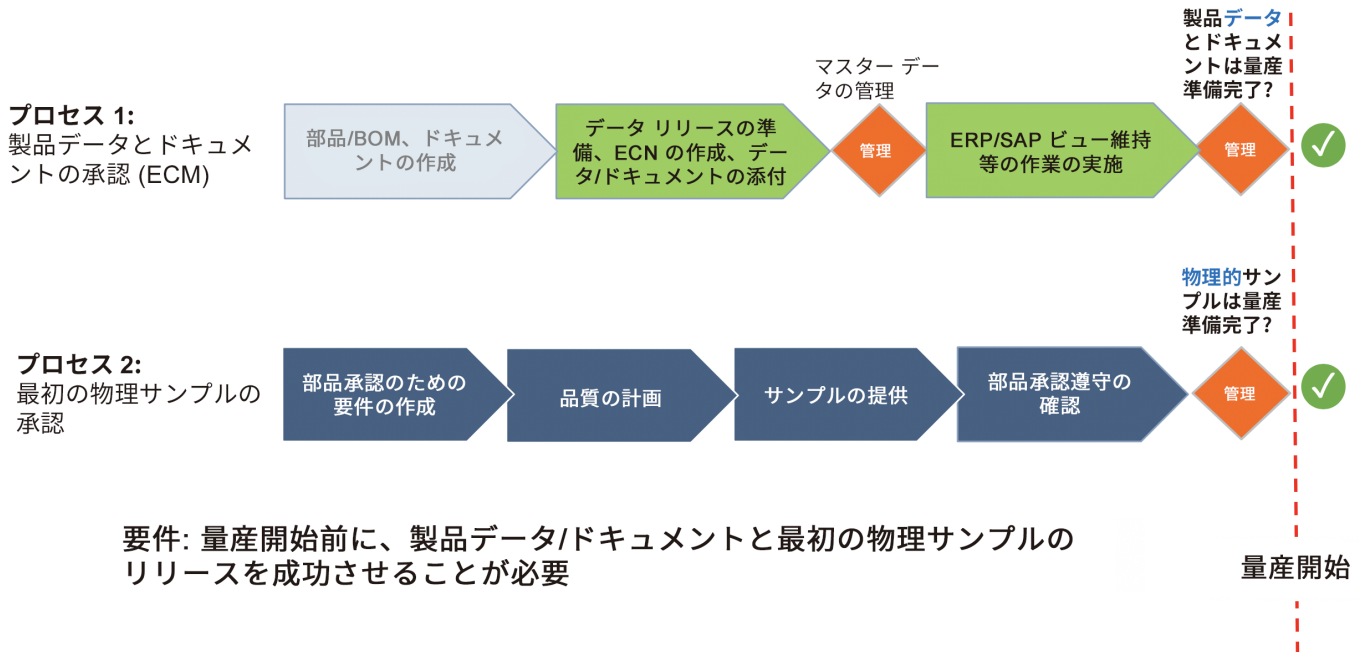 製品データ
とドキュメ
ントは量産
準備完了?
マスター デー
タの管理
プロセス 1:
製品データとドキュメ
ントの承認 (ECM)
部品/BOM、ドキュメ
ントの作成
データ リリースの準
備、ECN の作成、デー
タ/ドキュメントの添付
管理
ERP/SAP ビュー維持
等の作業の実施
管理
物理的サン
プルは量産
準備完了?
プロセス 2:
最初の物理サンプルの
承認
部品承認のための
要件の作成
品質の計画
サンプルの提供
部品承認遵守の
確認
管理
要件: 量産開始前に、製品データ/ドキュメントと最初の物理サンプルの
リリースを成功させることが必要
量産開始